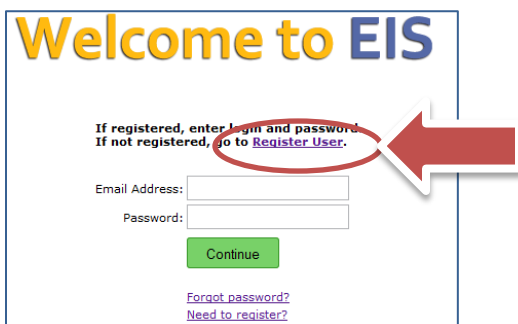 Welcome to EIS
If registered, enter login and password.
If not registered, go to Register User.
Email Address:
Password:
Continue
Forgot password?
Need to register?